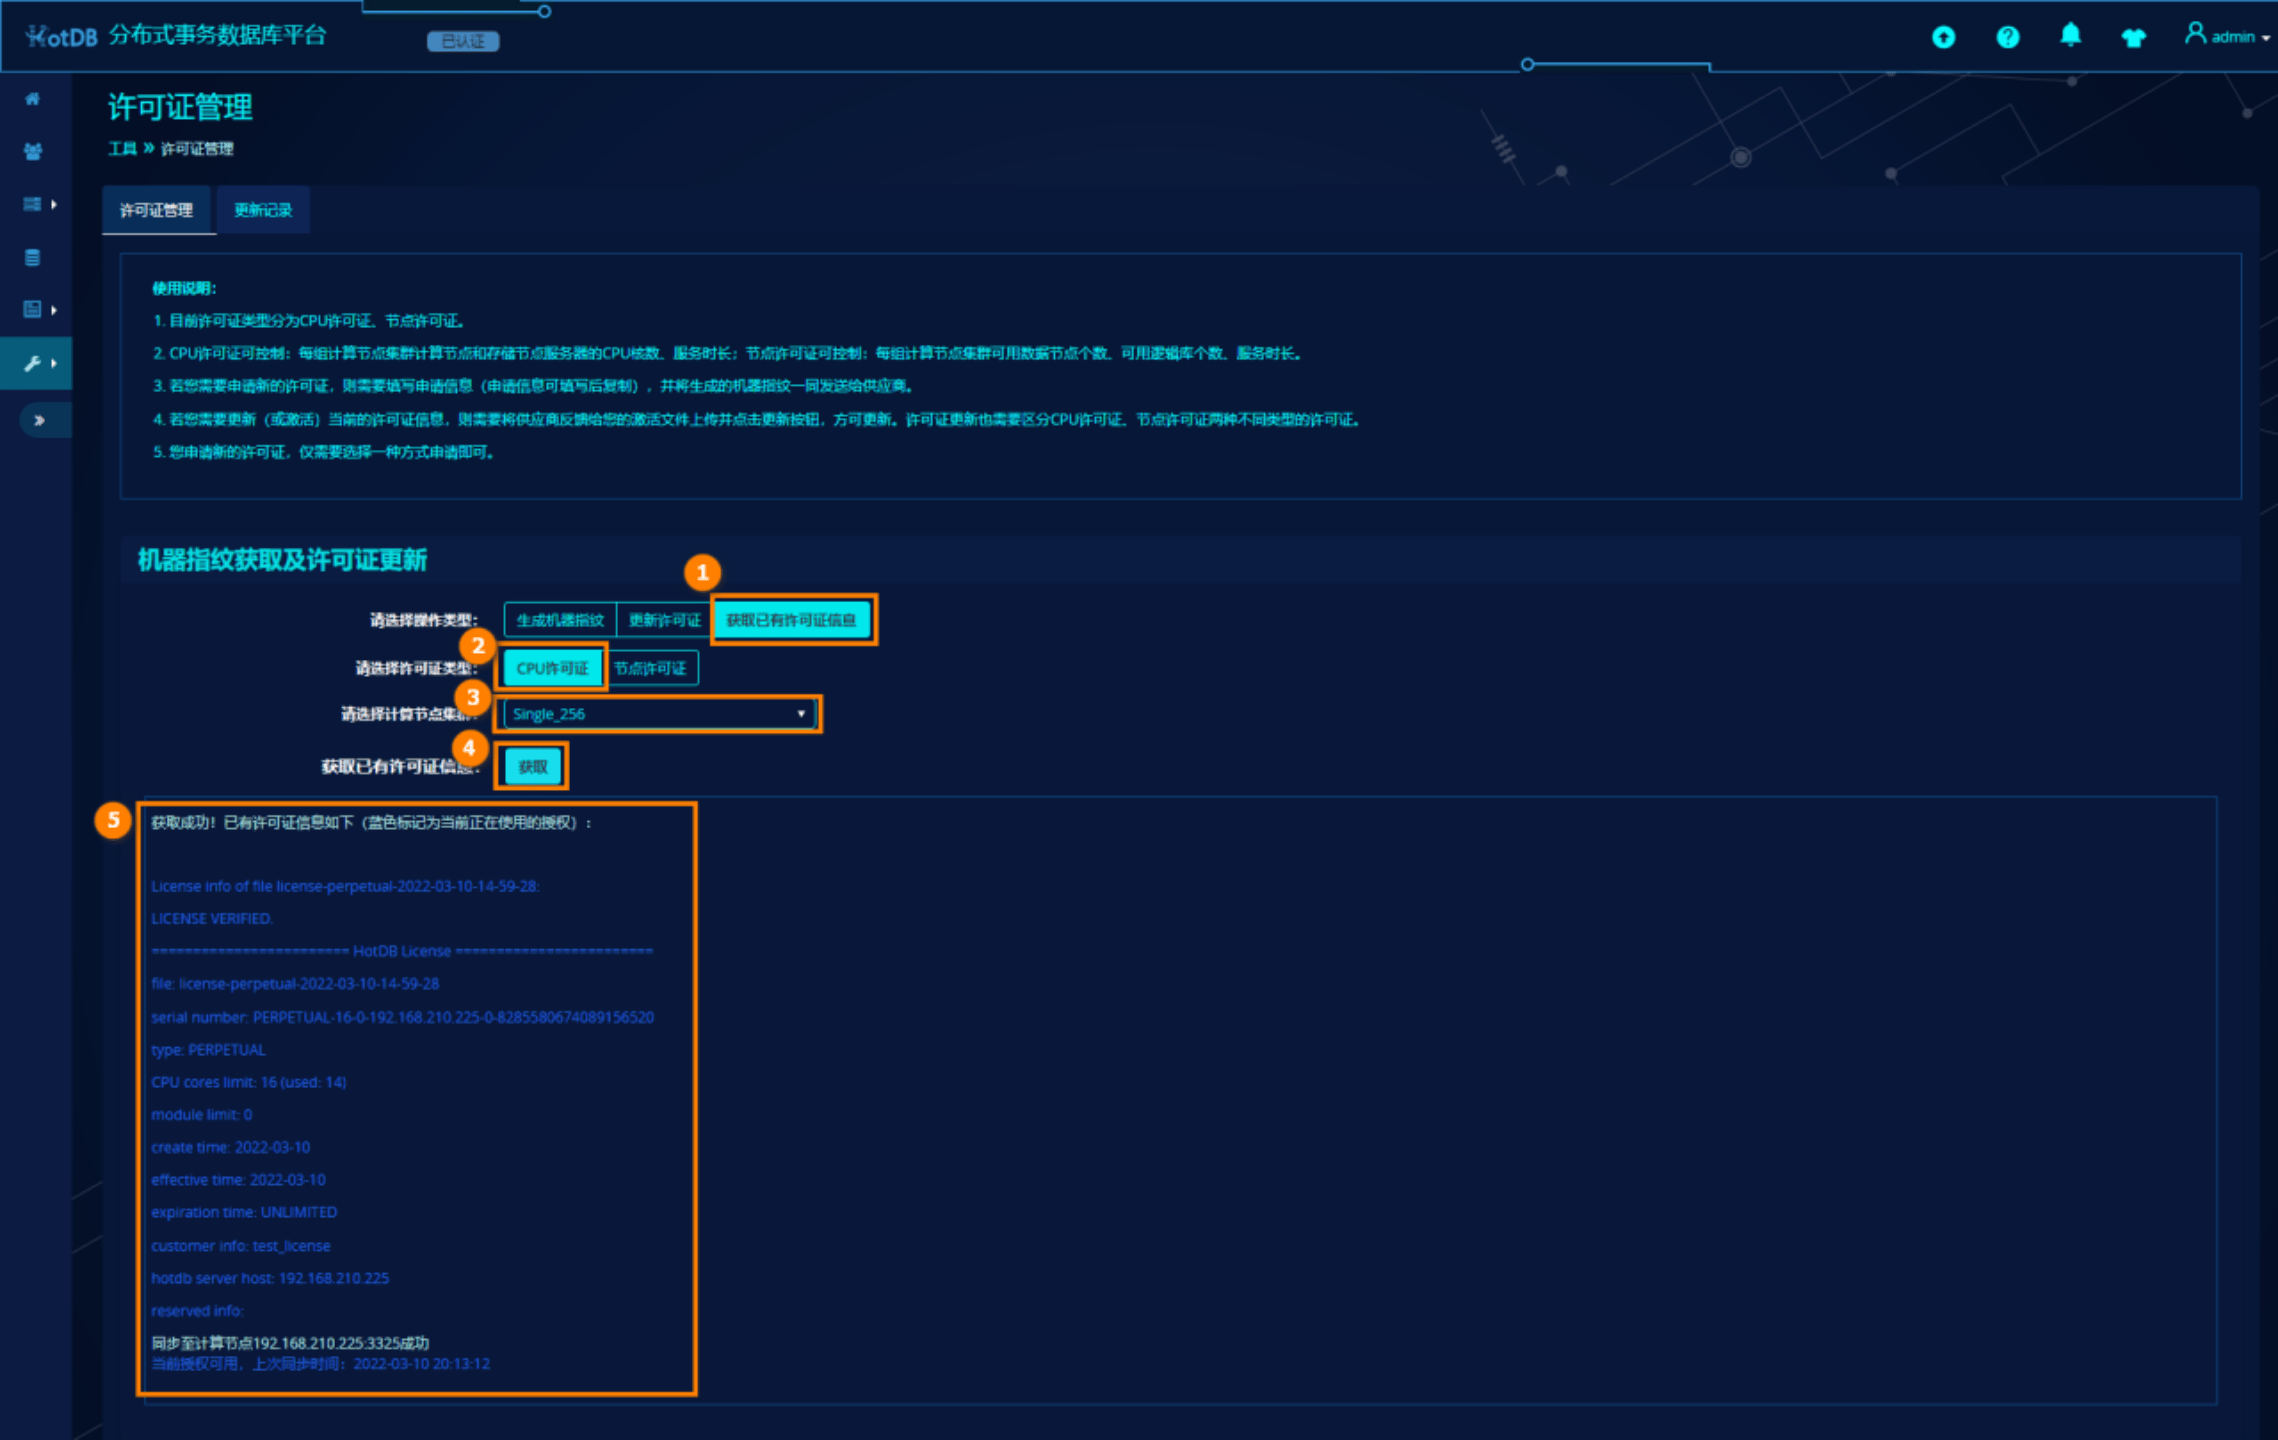 HotDB 分布式事务数据库平台
已认证
admin
许可证管理
工具 » 许可证管理
许可证管理
更新记录
使用说明：
1. 目前许可证类型分为CPU许可证、节点许可证。
2. CPU许可证可控制：每组计算节点集群计算节点和存储节点服务器的CPU核数、服务时长；节点许可证可控制：每组计算节点集群可用数据节点个数、可用逻辑库个数、服务时长。
3. 若您需要申请新的许可证，则需要填写申请信息（申请信息可填写后复制），并将生成的机器指纹一同发送给供应商。
4. 若您需要更新（或激活）当前的许可证信息，则需要将供应商反馈给您的激活文件上传并点击更新按钮，方可更新。许可证更新也需要区分CPU许可证、节点许可证两种不同类型的许可证。
5. 您申请新的许可证，仅需要选择一种方式申请即可。
机器指纹获取及许可证更新
1
请选择操作类型：
生成机器指纹
更新许可证
获取已有许可证信息
2
请选择许可证类型：
CPU许可证
节点许可证
3
请选择计算节点集群：
Single_256
4
获取已有许可证信息：
获取
5
获取成功！已有许可证信息如下（蓝色标记为当前正在使用的授权）：
License info of file license-perpetual-2022-03-10-14-59-28:
LICENSE VERIFIED.
======================== HotDB License ========================
file: license-perpetual-2022-03-10-14-59-28
serial number: PERPETUAL-16-0-192.168.210.225-0-8285580674089156520
type: PERPETUAL
CPU cores limit: 16 (used: 14)
module limit: 0
create time: 2022-03-10
effective time: 2022-03-10
expiration time: UNLIMITED
customer info: test_license
hotdb server host: 192.168.210.225
reserved info:
同步至计算节点192.168.210.225:3325成功
当前授权可用，上次同步时间：2022-03-10 20:13:12